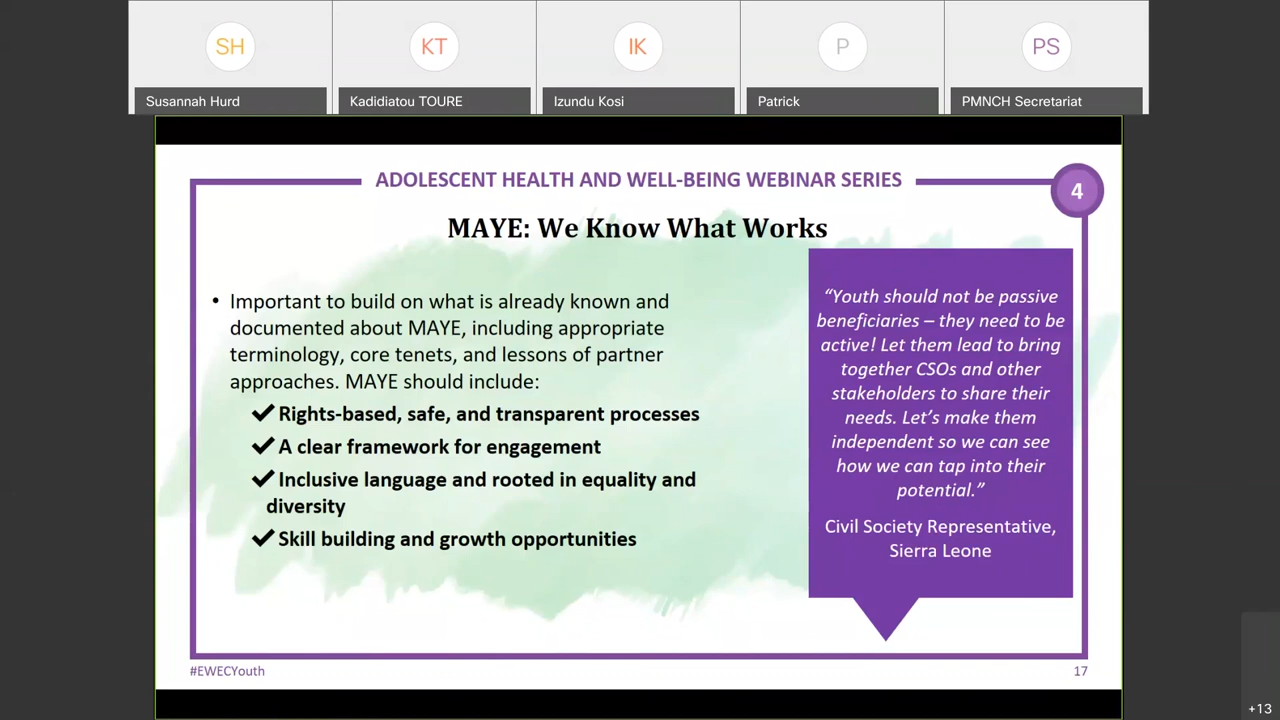 SH
KT
IK
P
PS
Susannah Hurd
Kadidiatou TOURE
Izundu Kosi
Patrick
PMNCH Secretariat
ADOLESCENT HEALTH AND WELL-BEING WEBINAR SERIES
4
MAYE: We Know What Works
• Important to build on what is already known and
documented about MAYE, including appropriate
terminology, core tenets, and lessons of partner
approaches. MAYE should include:
✔ Rights-based, safe, and transparent processes
✔ A clear framework for engagement
✔ Inclusive language and rooted in equality and
diversity
✔ Skill building and growth opportunities
“Youth should not be passive
beneficiaries – they need to be
active! Let them lead to bring
together CSOs and other
stakeholders to share their
needs. Let’s make them
independent so we can see
how we can tap into their
potential.”
Civil Society Representative,
Sierra Leone
#EWECYouth
17
+13